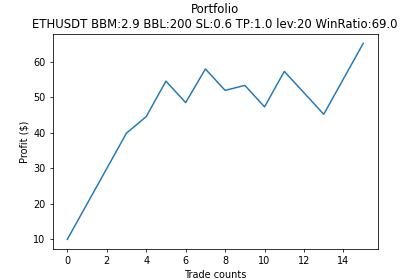 Portfolio
ETHUSDT BBM:2.9 BBL:200 SL:0.6 TP:1.0 lev:20 WinRatio:69.0
Profit ($)
60
50
40
30
20
10
0 2 4 6 8 10 12 14
Trade counts